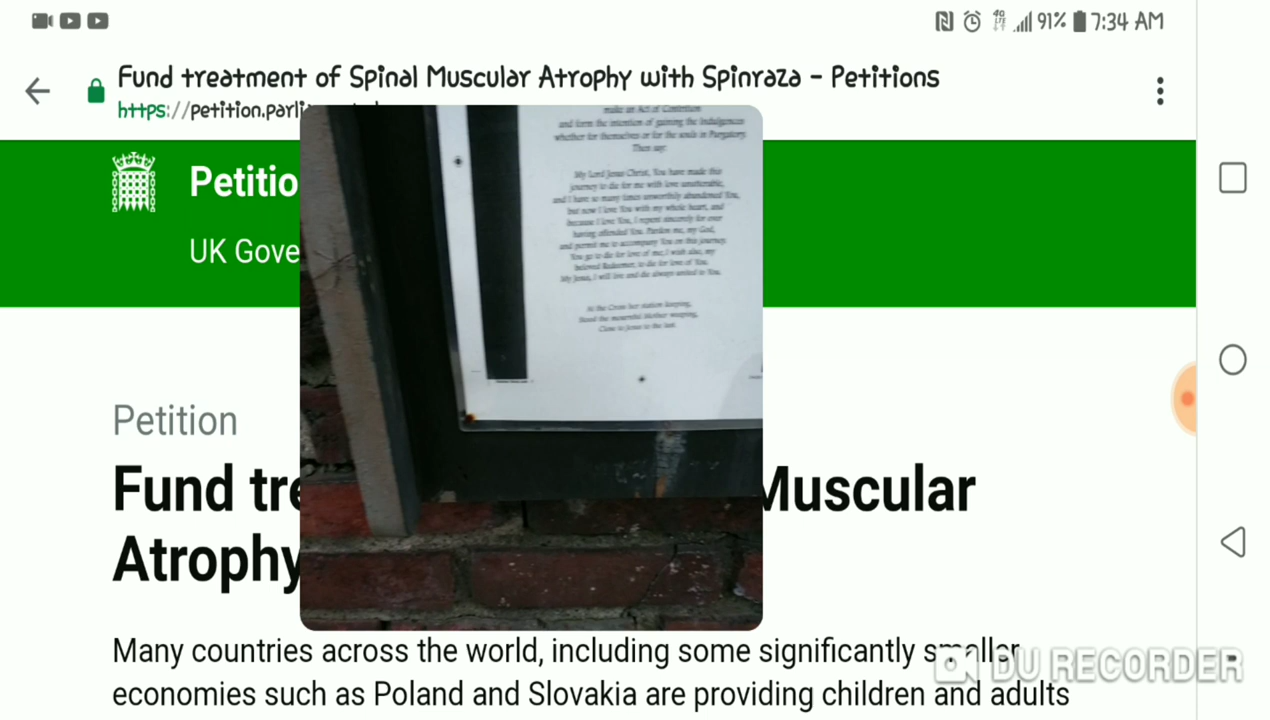 91% 7:34 AM
Fund treatment of Spinal Muscular Atrophy with Spinraza – Petitions
https://petition.parli
Petitio
UK Gove
make an Act of Contrition
and form the intention of gaining the Indulgences
whether for themselves or for the souls in Purgatory.
Then say:
My Lord Jesus Christ, You have made this
journey to die for me with love unutterable,
and I have so many times unworthily abandoned You,
but now I love You with my whole heart, and
because I love You, I repent sincerely for ever
having offended You. Pardon me, my God,
and permit me to accompany You on this journey.
You go to die for love of me; I wish also, my
beloved Redeemer, to die for love of You.
My Jesus, I will live and die always united to You.
At the Cross her station keeping,
Stood the mournful Mother weeping,
Close to Jesus to the last.
Petition
Fund tre Muscular
Atrophy
Many countries across the world, including some significantly smaller
economies such as Poland and Slovakia are providing children and adults
DU RECORDER